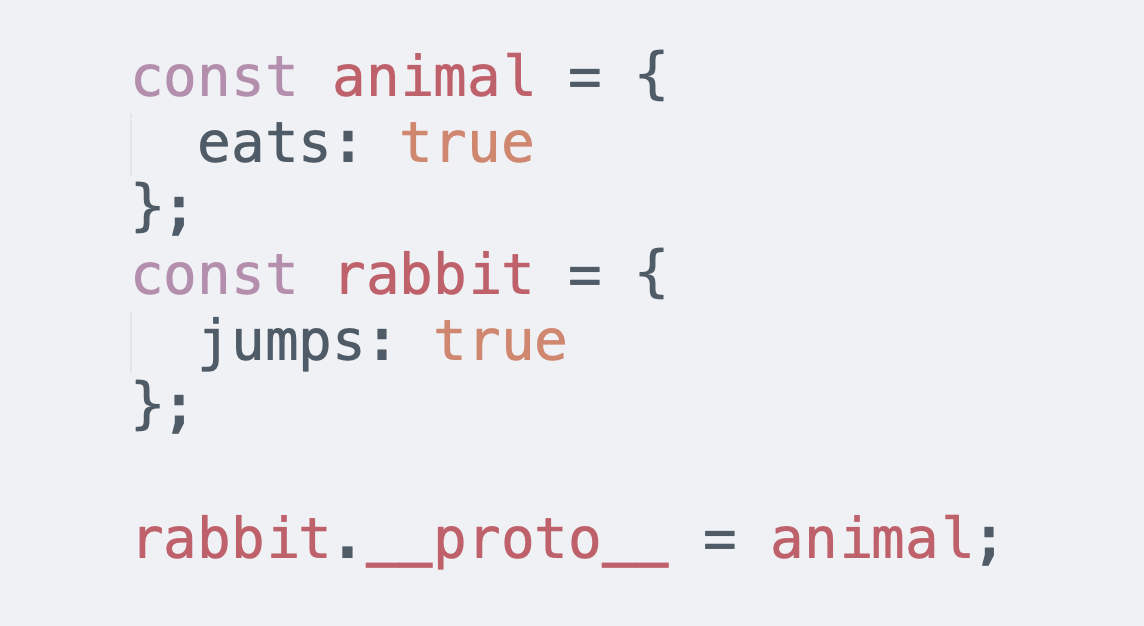 const animal = {
  eats: true
};
const rabbit = {
  jumps: true
};

rabbit.__proto__ = animal;